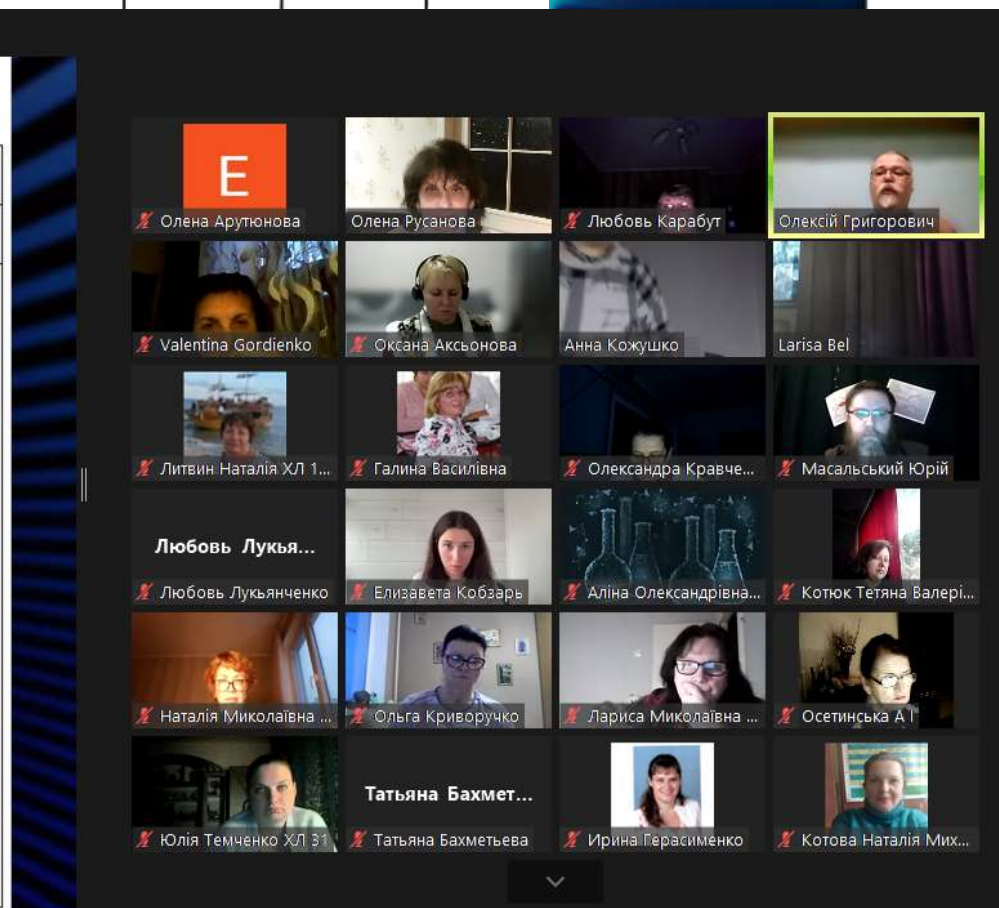 E
Олена Арутюнова
Олена Русанова
Любовь Карабут
Олексій Григорович
Valentina Gordienko
Оксана Аксьонова
Анна Кожушко
Larisa Bel
Литвин Наталія ХЛ 1...
Галина Василівна
Олександра Кравче...
Масальський Юрій
Любовь Лукья...
Любовь Лукьянченко
Елизавета Кобзарь
Аліна Олександрівна...
Котюк Тетяна Валері...
Наталія Миколаївна ...
Ольга Криворучко
Лариса Миколаївна ...
Осетинська А І
Юлія Темченко ХЛ 31
Татьяна Бахмет...
Татьяна Бахметьева
Ирина Герасименко
Котова Наталія Мих...